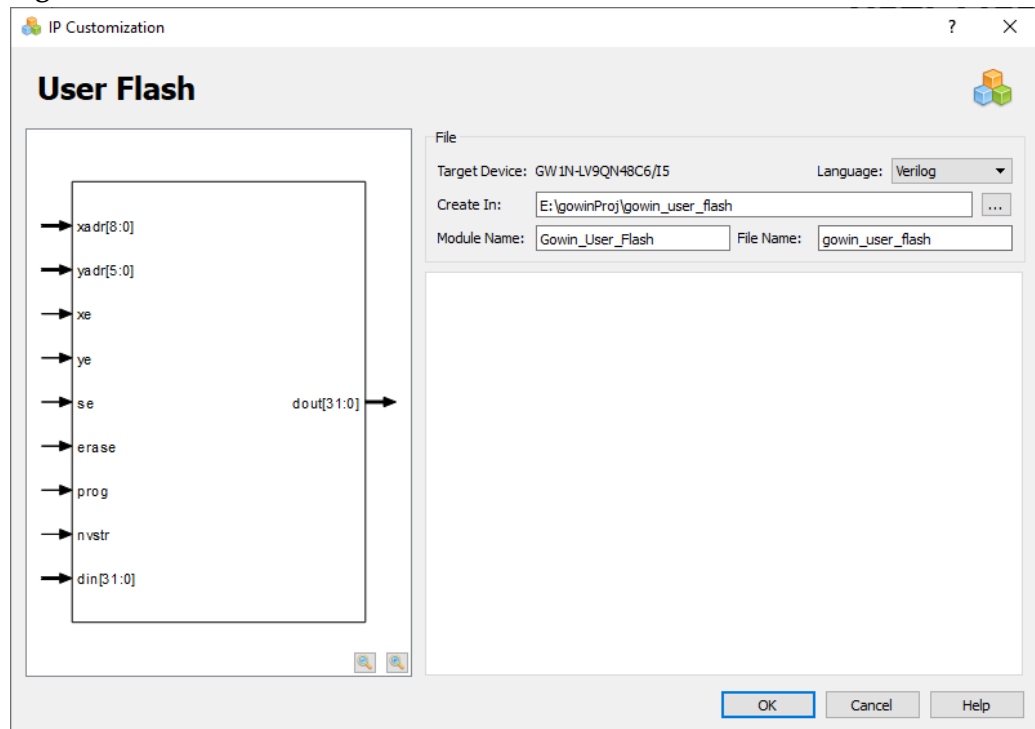 IP Customization
?
User Flash
xadr[8:0]
yadr[5:0]
xe
ye
se
erase
prog
nvstr
din[31:0]
dout[31:0]
File
Target Device: GW1N-LV9QN48C6/I5 Language: Verilog
Create In: E:\gowinProj\gowin_user_flash ...
Module Name: Gowin_User_Flash File Name: gowin_user_flash
OK Cancel Help